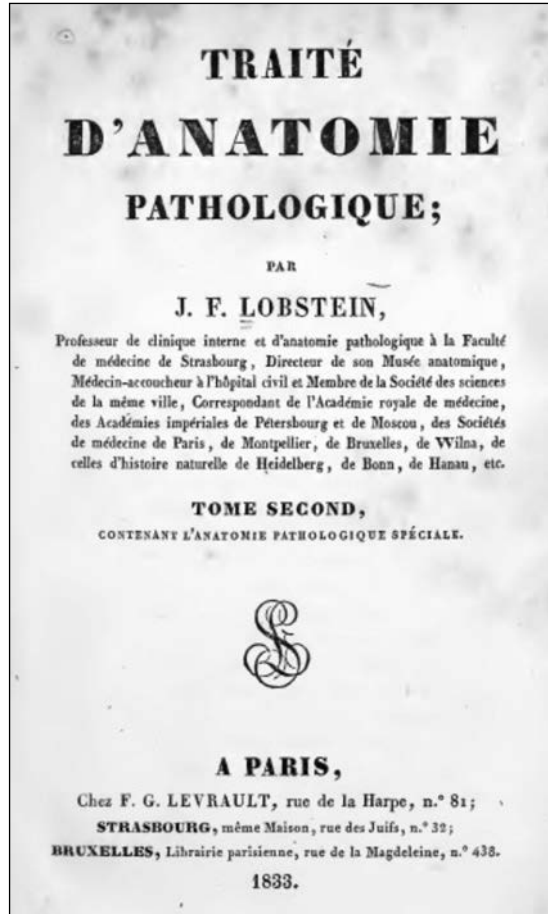 TRAITÉ
D'ANATOMIE
PATHOLOGIQUE;
PAR
J. F. LOBSTEIN,
Professeur de clinique interne et d'anatomie pathologique à la Faculté
de médecine de Strasbourg, Directeur de son Musée anatomique,
Médecin-accoucheur à l'hôpital civil et Membre de la Société des sciences
de la même ville, Correspondant de l'Académie royale de médecine,
des Académies impériales de Pétersbourg et de Moscou, des Sociétés
de médecine de Paris, de Montpellier, de Bruxelles, de Wilna, de
celles d'histoire naturelle de Heidelberg, de Bonn, de Hanau, etc.
TOME SECOND,
CONTENANT L'ANATOMIE PATHOLOGIQUE SPÉCIALE.
A PARIS,
Chez F. G. LEVRAULT, rue de la Harpe, n.° 81;
STRASBOURG, même Maison, rue des Juifs, n.° 32;
BRUXELLES, Librairie parisienne, rue de la Magdeleine, n.° 438.
1833.